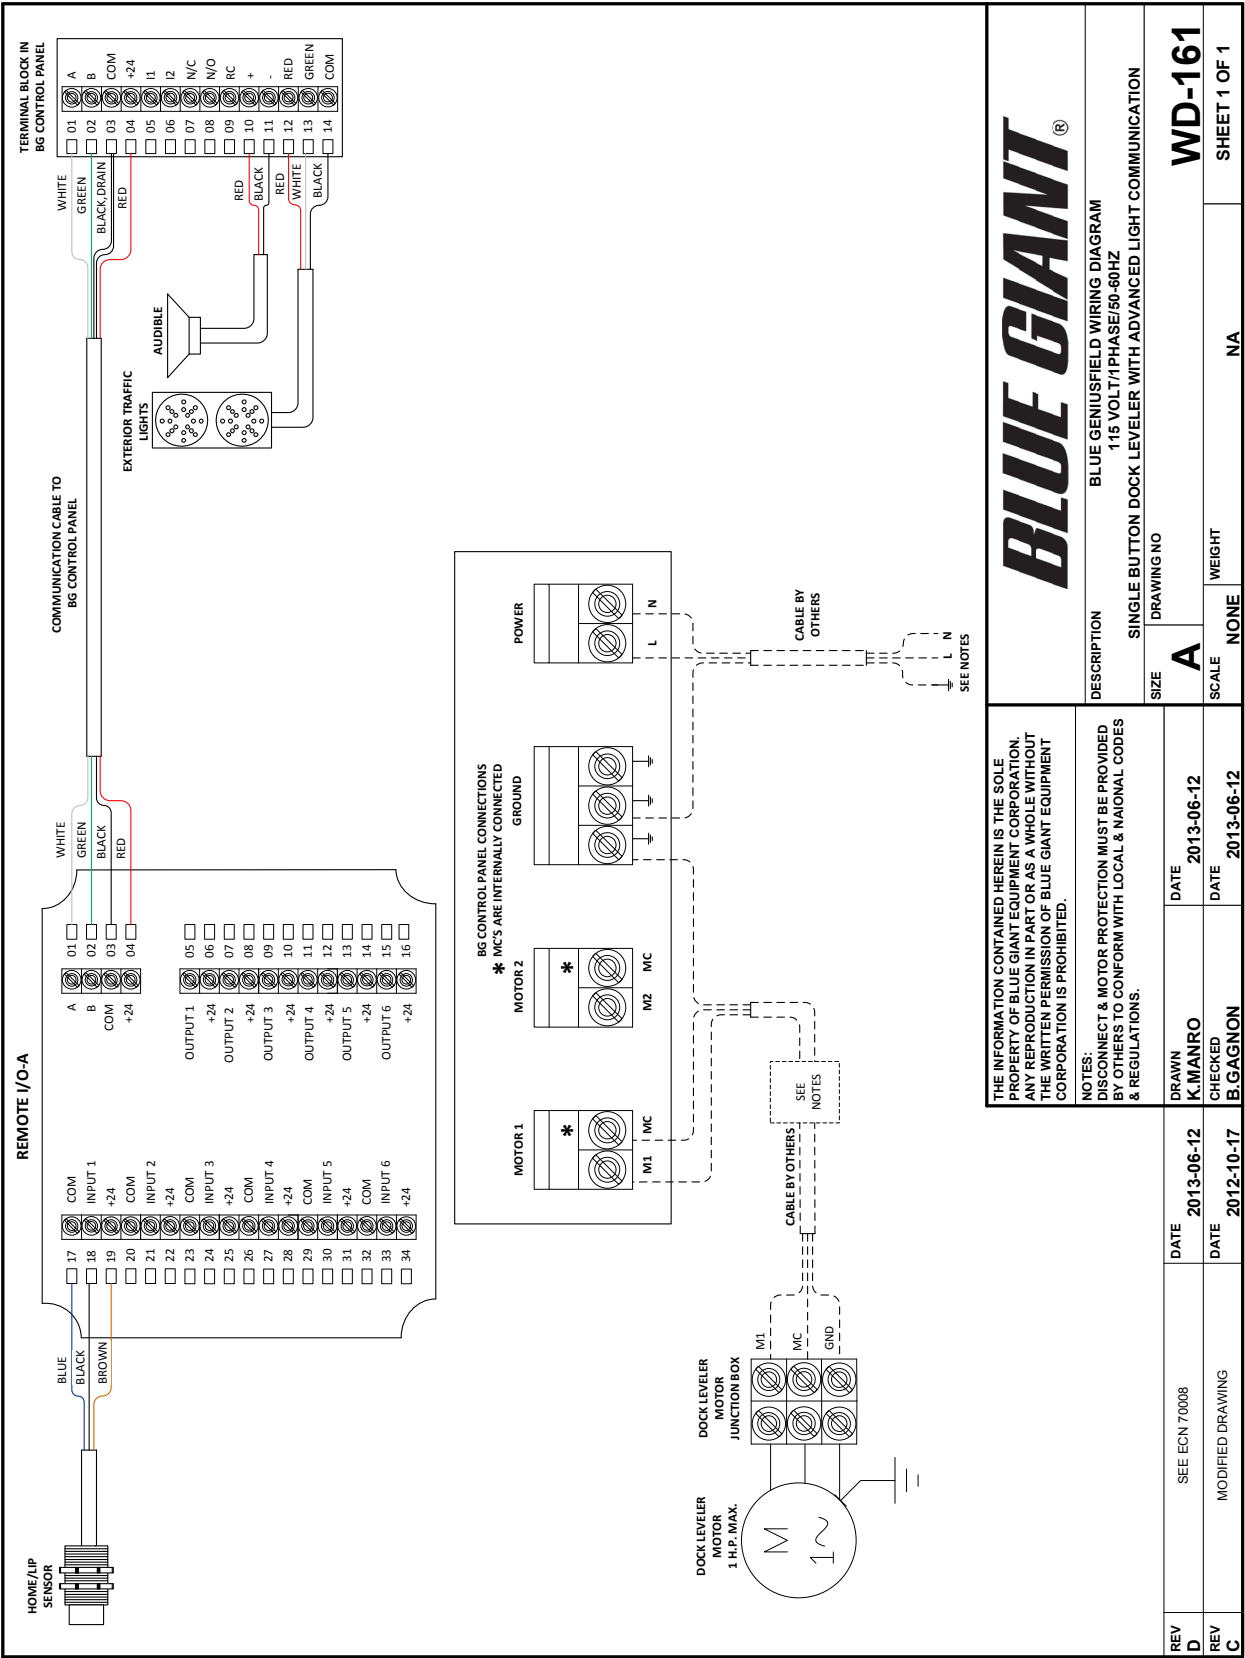 HOME/LIP
SENSOR
BLUE
BLACK
BROWN
REMOTE I/O-A
17 COM
18 INPUT 1
19 +24
20 COM
21 INPUT 2
22 +24
23 COM
24 INPUT 3
25 +24
26 COM
27 INPUT 4
28 +24
29 COM
30 INPUT 5
31 +24
32 COM
33 INPUT 6
34 +24
A 01
B 02
COM 03
+24 04
OUTPUT 1 05
+24 06
OUTPUT 2 07
+24 08
OUTPUT 3 09
+24 10
OUTPUT 4 11
+24 12
OUTPUT 5 13
+24 14
OUTPUT 6 15
+24 16
WHITE
GREEN
BLACK
RED
COMMUNICATION CABLE TO
BG CONTROL PANEL
WHITE
GREEN
BLACK,DRAIN
RED
TERMINAL BLOCK IN
BG CONTROL PANEL
01 A
02 B
03 COM
04 +24
05 I1
06 I2
07 N/C
08 N/O
09 RC
10 +
11 -
12 RED
13 GREEN
14 COM
RED
BLACK
RED
WHITE
BLACK
AUDIBLE
EXTERIOR TRAFFIC
LIGHTS
BG CONTROL PANEL CONNECTIONS
* MC'S ARE INTERNALLY CONNECTED
MOTOR 1
*
M1 MC
MOTOR 2
*
M2 MC
GROUND
POWER
L N
CABLE BY
OTHERS
L N
SEE NOTES
SEE
NOTES
CABLE BY OTHERS
DOCK LEVELER
MOTOR
JUNCTION BOX
M1
MC
GND
DOCK LEVELER
MOTOR
1 H.P. MAX.
M
1~
THE INFORMATION CONTAINED HEREIN IS THE SOLE
PROPERTY OF BLUE GIANT EQUIPMENT CORPORATION.
ANY REPRODUCTION IN PART OR AS A WHOLE WITHOUT
THE WRITTEN PERMISSION OF BLUE GIANT EQUIPMENT
CORPORATION IS PROHIBITED.
NOTES:
DISCONNECT & MOTOR PROTECTION MUST BE PROVIDED
BY OTHERS TO CONFORM WITH LOCAL & NAIONAL CODES
& REGULATIONS.
BLUE GIANT ®
DESCRIPTION
BLUE GENIUSFIELD WIRING DIAGRAM
115 VOLT/1PHASE/50-60HZ
SINGLE BUTTON DOCK LEVELER WITH ADVANCED LIGHT COMMUNICATION
REV D
SEE ECN 70008
DATE 2013-06-12
DRAWN K.MANRO
DATE 2013-06-12
SIZE A
DRAWING NO WD-161
REV C
MODIFIED DRAWING
DATE 2012-10-17
CHECKED B.GAGNON
DATE 2013-06-12
SCALE NONE
WEIGHT NA
SHEET 1 OF 1